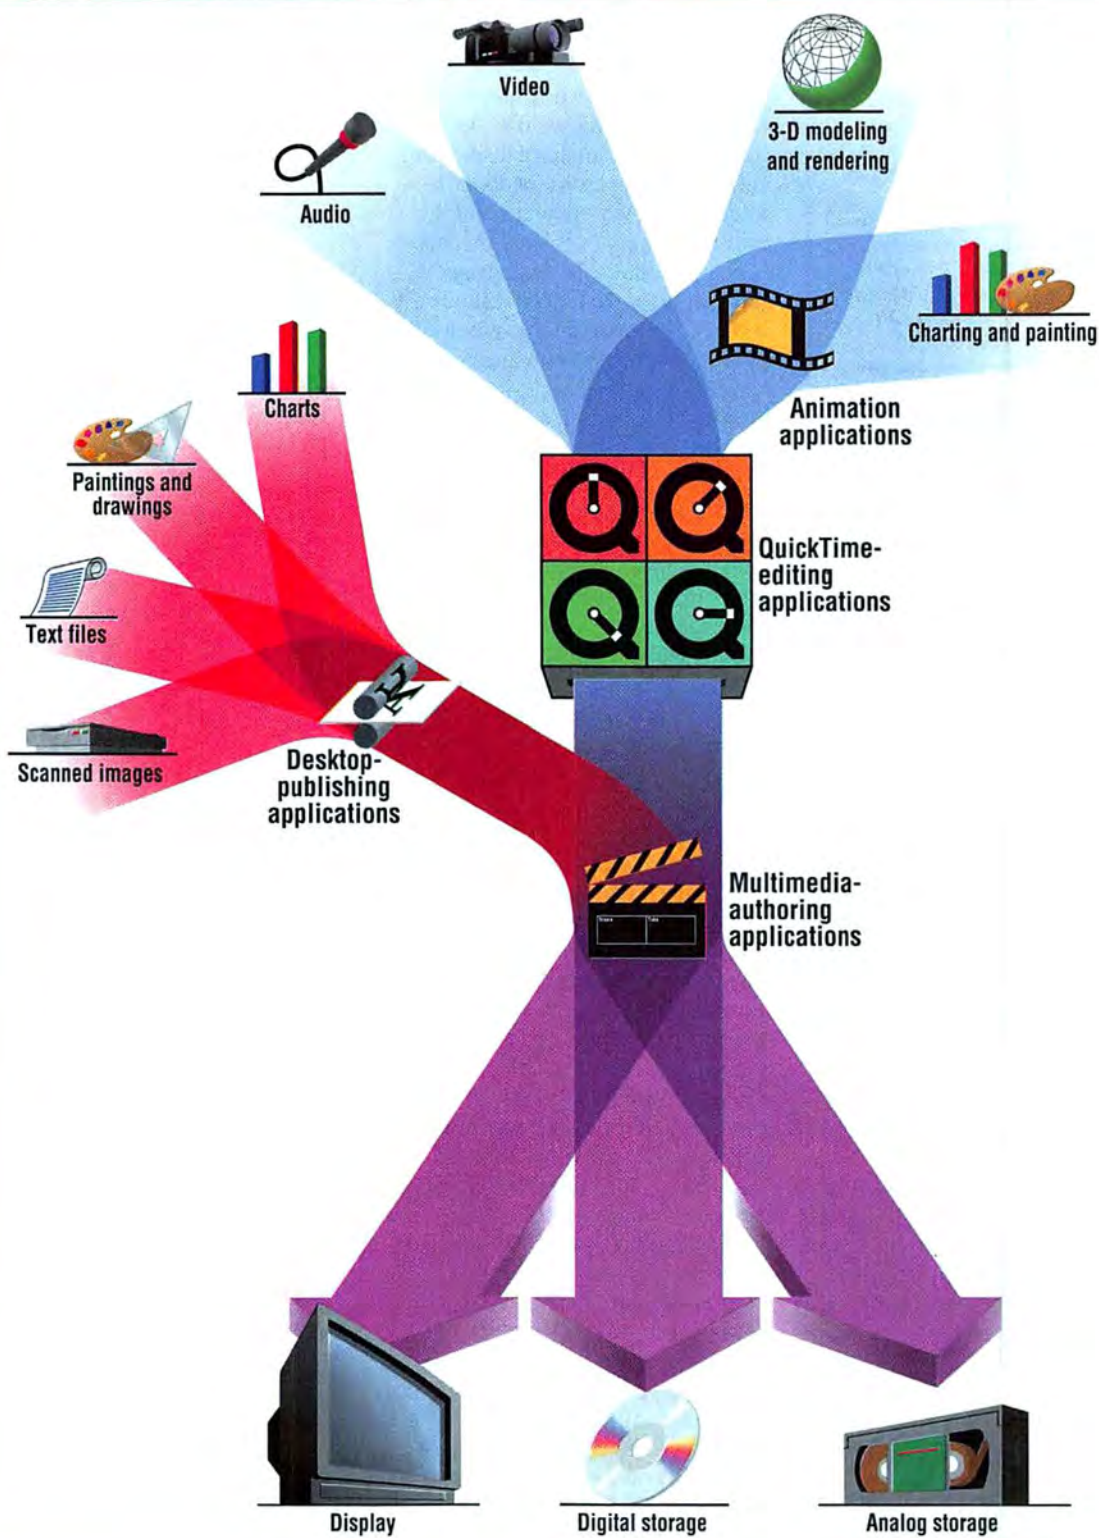 Video
3-D modeling
and rendering
Audio
Charting and painting
Charts
Animation
applications
Paintings and
drawings
QuickTime-
editing
applications
Text files
Scanned images
Desktop-
publishing
applications
Multimedia-
authoring
applications
Display
Digital storage
Analog storage